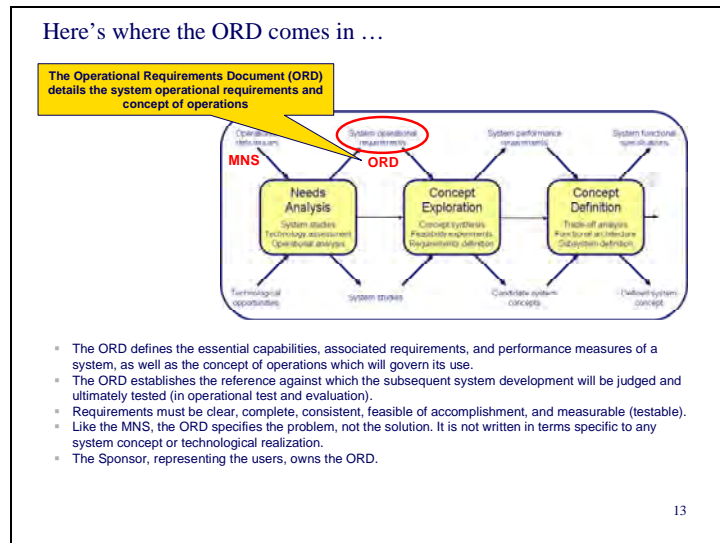 Here's where the ORD comes in …
The Operational Requirements Document (ORD)
details the system operational requirements and
concept of operations
Operational
deficiencies
System operational
requirements
System performance
requirements
System functional
specifications
MNS
ORD
Needs
Analysis
System studies
Technology assessment
Operational analysis
Concept
Exploration
Concept synthesis
Feasibility experiments
Requirements definition
Concept
Definition
Trade-off analysis
Functional architecture
Subsystem definition
Technological
opportunities
System studies
Candidate system
concepts
Defined system
concept
▪ The ORD defines the essential capabilities, associated requirements, and performance measures of a
system, as well as the concept of operations which will govern its use.
▪ The ORD establishes the reference against which the subsequent system development will be judged and
ultimately tested (in operational test and evaluation).
▪ Requirements must be clear, complete, consistent, feasible of accomplishment, and measurable (testable).
▪ Like the MNS, the ORD specifies the problem, not the solution. It is not written in terms specific to any
system concept or technological realization.
▪ The Sponsor, representing the users, owns the ORD.
13